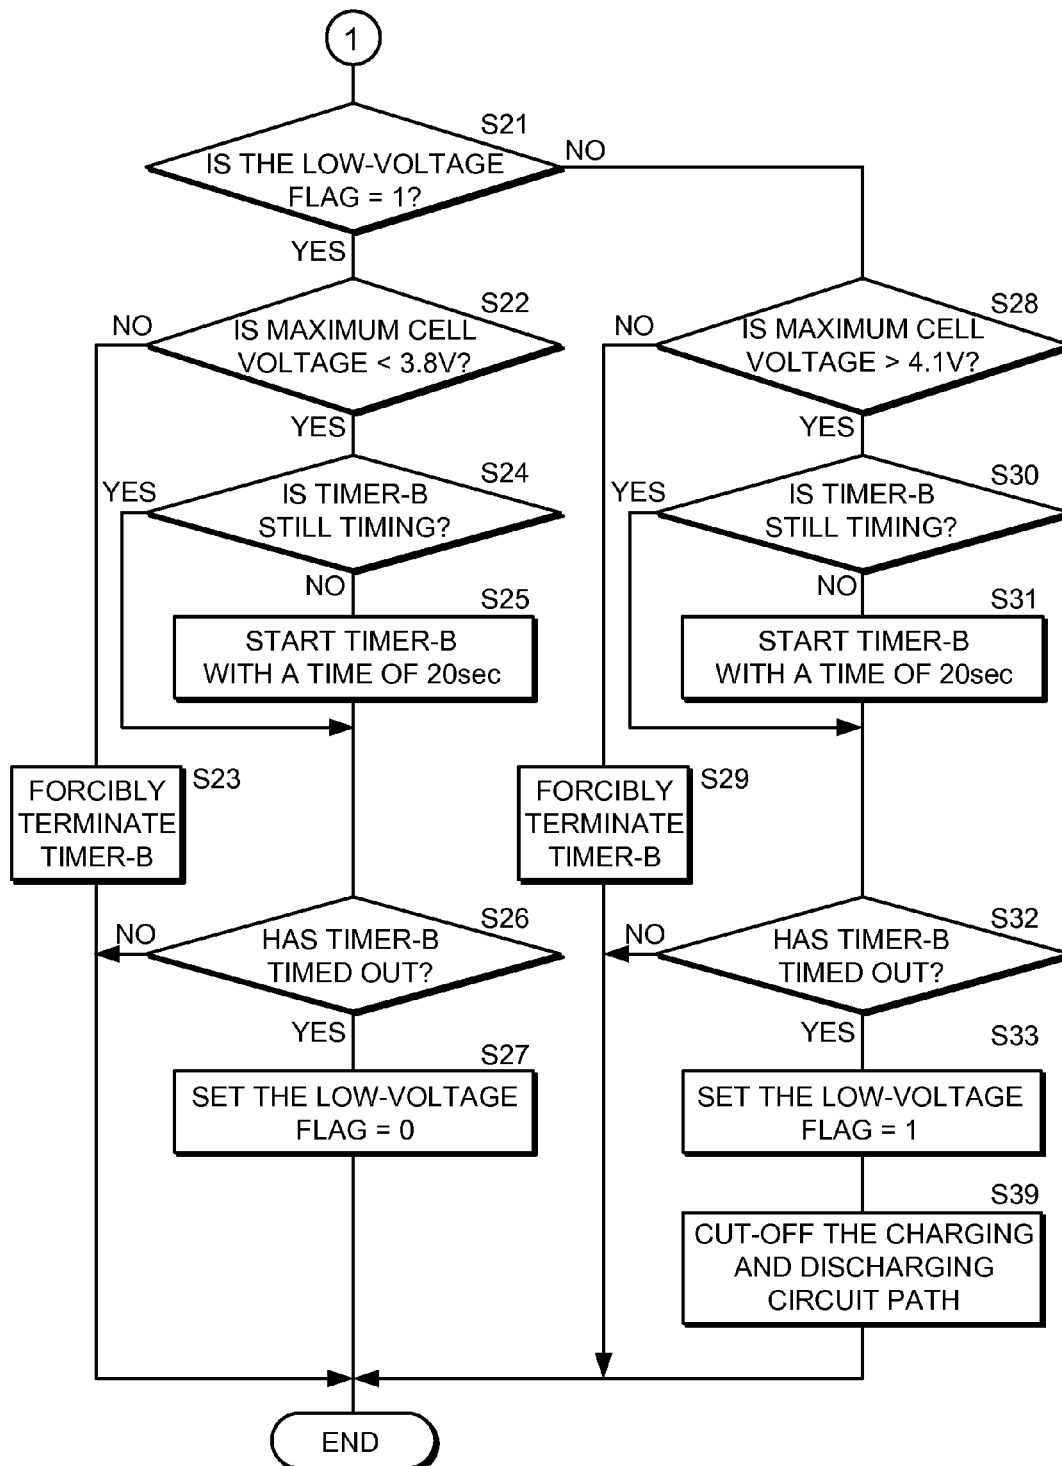 1
S21
IS THE LOW-VOLTAGE
FLAG = 1?
NO
YES
S22
IS MAXIMUM CELL
VOLTAGE < 3.8V?
NO
YES
S24
IS TIMER-B
STILL TIMING?
YES
NO
S25
START TIMER-B
WITH A TIME OF 20sec
S23
FORCIBLY
TERMINATE
TIMER-B
S26
HAS TIMER-B
TIMED OUT?
NO
YES
S27
SET THE LOW-VOLTAGE
FLAG = 0
S28
IS MAXIMUM CELL
VOLTAGE > 4.1V?
NO
YES
S30
IS TIMER-B
STILL TIMING?
YES
NO
S31
START TIMER-B
WITH A TIME OF 20sec
S29
FORCIBLY
TERMINATE
TIMER-B
S32
HAS TIMER-B
TIMED OUT?
NO
YES
S33
SET THE LOW-VOLTAGE
FLAG = 1
S39
CUT-OFF THE CHARGING
AND DISCHARGING
CIRCUIT PATH
END